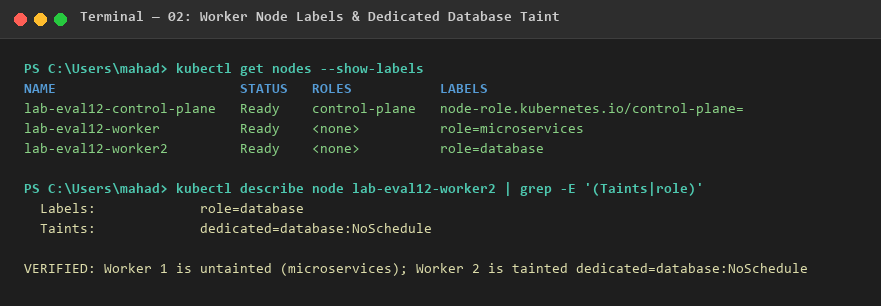 Terminal — 02: Worker Node Labels & Dedicated Database Taint
PS C:\Users\mahad> kubectl get nodes --show-labels
NAME                       STATUS   ROLES           LABELS
lab-eval12-control-plane   Ready    control-plane   node-role.kubernetes.io/control-plane=
lab-eval12-worker          Ready    <none>          role=microservices
lab-eval12-worker2         Ready    <none>          role=database
PS C:\Users\mahad> kubectl describe node lab-eval12-worker2 | grep -E '(Taints|role)'
  Labels:             role=database
  Taints:             dedicated=database:NoSchedule
VERIFIED: Worker 1 is untainted (microservices); Worker 2 is tainted dedicated=database:NoSchedule